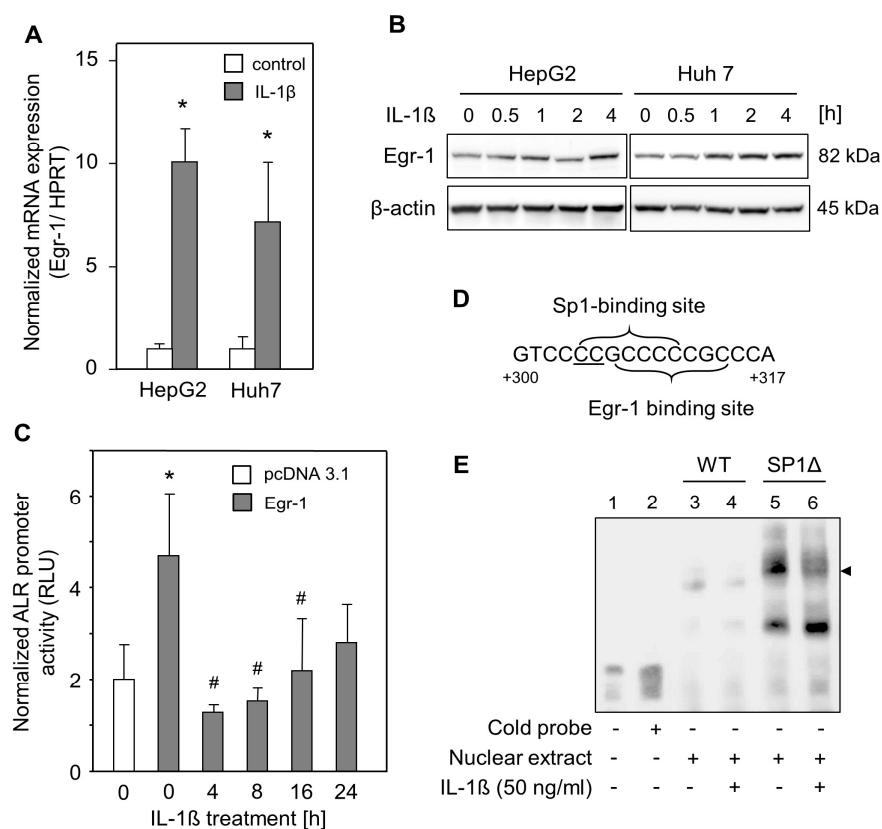 A
Normalized mRNA expression
(Egr-1/ HPRT)
15
10
5
0
control
IL-1β
*
*
HepG2
Huh7
B
HepG2
Huh 7
IL-1ß
0
0.5
1
2
4
0
0.5
1
2
4
[h]
Egr-1
82 kDa
β-actin
45 kDa
C
Normalized ALR promoter
activity (RLU)
6
4
2
0
pcDNA 3.1
Egr-1
*
#
#
#
0
0
4
8
16
24
IL-1ß treatment [h]
D
Sp1-binding site
GTCCCCCGCCCCCGCCCA
+300
+317
Egr-1 binding site
E
WT
SP1Δ
1
2
3
4
5
6
Cold probe - + - - - -
Nuclear extract - - + + + +
IL-1ß (50 ng/ml) - - - + - +